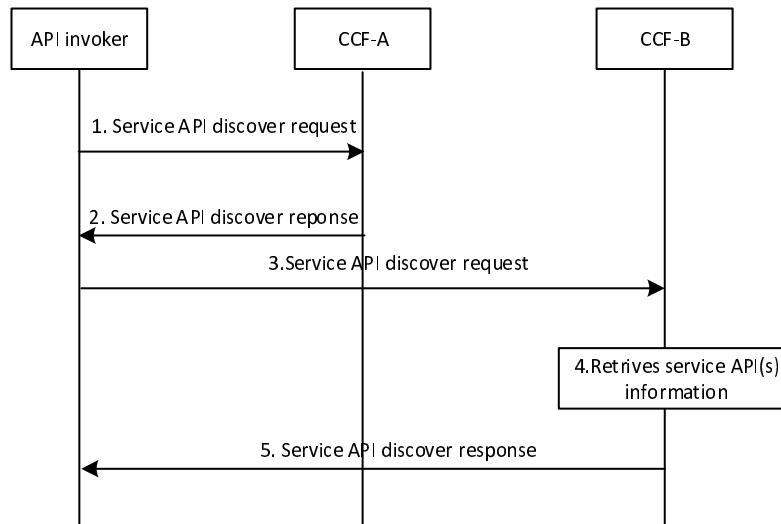 API invoker
CCF-A
CCF-B
1. Service API discover request
2. Service API discover reponse
3.Service API discover request
4.Retrives service API(s)
information
5. Service API discover response